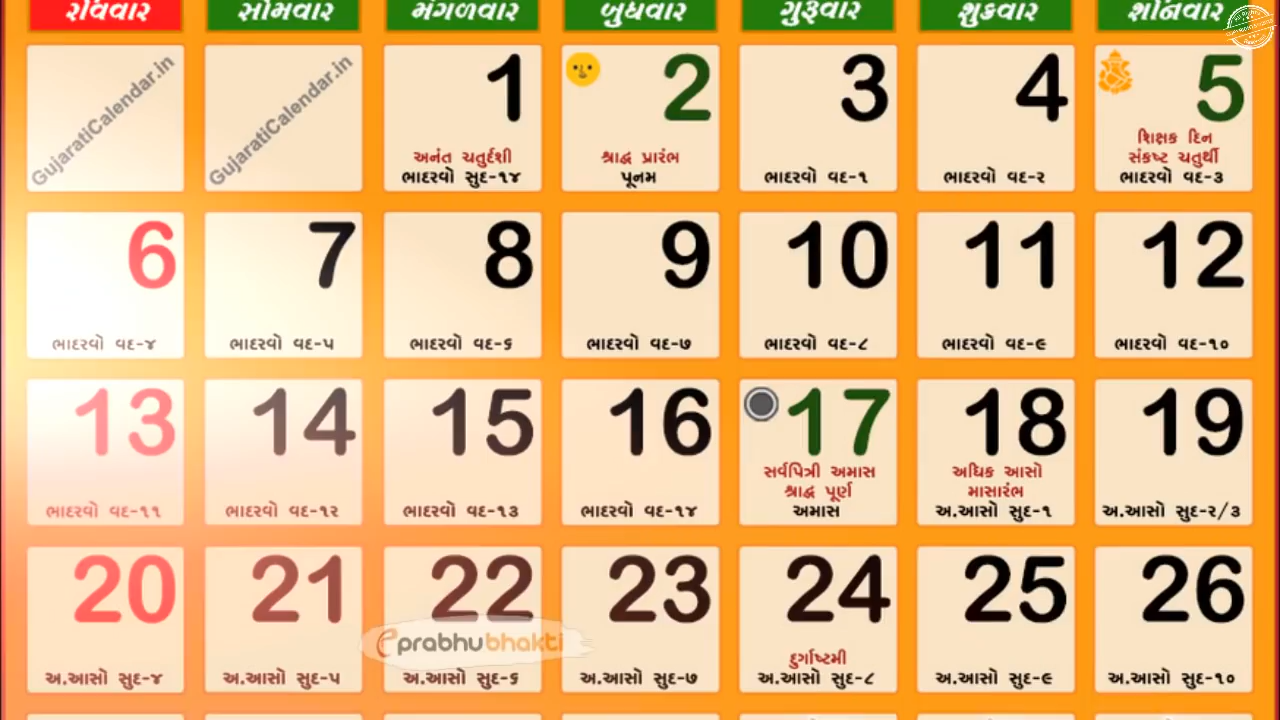 રવિવાર સોમવાર મંગળવાર બુધવાર ગુરૂવાર શુક્રવાર શનિવાર
GujaratiCalendar.in GujaratiCalendar.in
1 2 3 4 5
શિક્ષક દિન
અનંત ચતુર્દશી શ્રાદ્ધ પ્રારંભ સંકષ્ટ ચતુર્થી
ભાદરવો સુદ-૧૪ પૂનમ ભાદરવો વદ-૧ ભાદરવો વદ-૨ ભાદરવો વદ-૩
6 7 8 9 10 11 12
ભાદરવો વદ-૪ ભાદરવો વદ-૫ ભાદરવો વદ-૬ ભાદરવો વદ-૭ ભાદરવો વદ-૮ ભાદરવો વદ-૯ ભાદરવો વદ-૧૦
13 14 15 16 17 18 19
સર્વપિત્રી અમાસ અધિક આસો
શ્રાદ્ધ પૂર્ણ માસારંભ
ભાદરવો વદ-૧૧ ભાદરવો વદ-૧૨ ભાદરવો વદ-૧૩ ભાદરવો વદ-૧૪ અમાસ અ.આસો સુદ-૧ અ.આસો સુદ-૨/૩
20 21 22 23 24 25 26
prabhubhakti
દુર્ગાષ્ટમી
અ.આસો સુદ-૪ અ.આસો સુદ-૫ અ.આસો સુદ-૬ અ.આસો સુદ-૭ અ.આસો સુદ-૮ અ.આસો સુદ-૯ અ.આસો સુદ-૧૦